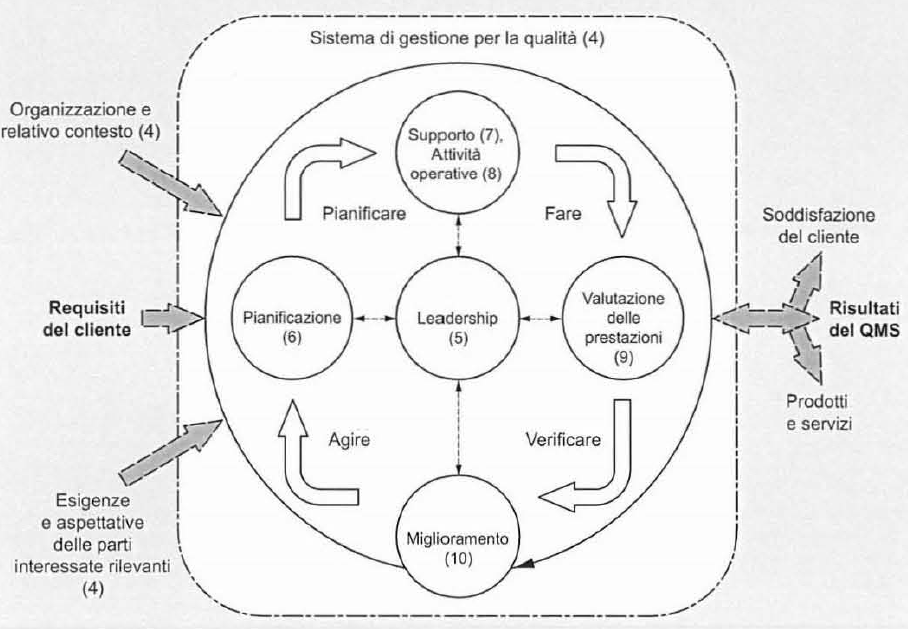 Sistema di gestione per la qualità (4)
Organizzazione e
relativo contesto (4)
Supporto (7),
Attività
operative (8)
Pianificare
Fare
Soddisfazione
del cliente
Requisiti
del cliente
Pianificazione
(6)
Leadership
(5)
Valutazione
delle
prestazioni
(9)
Risultati
del QMS
Prodotti
e servizi
Agire
Verificare
Esigenze
e aspettative
delle parti
interessate rilevanti
(4)
Miglioramento
(10)